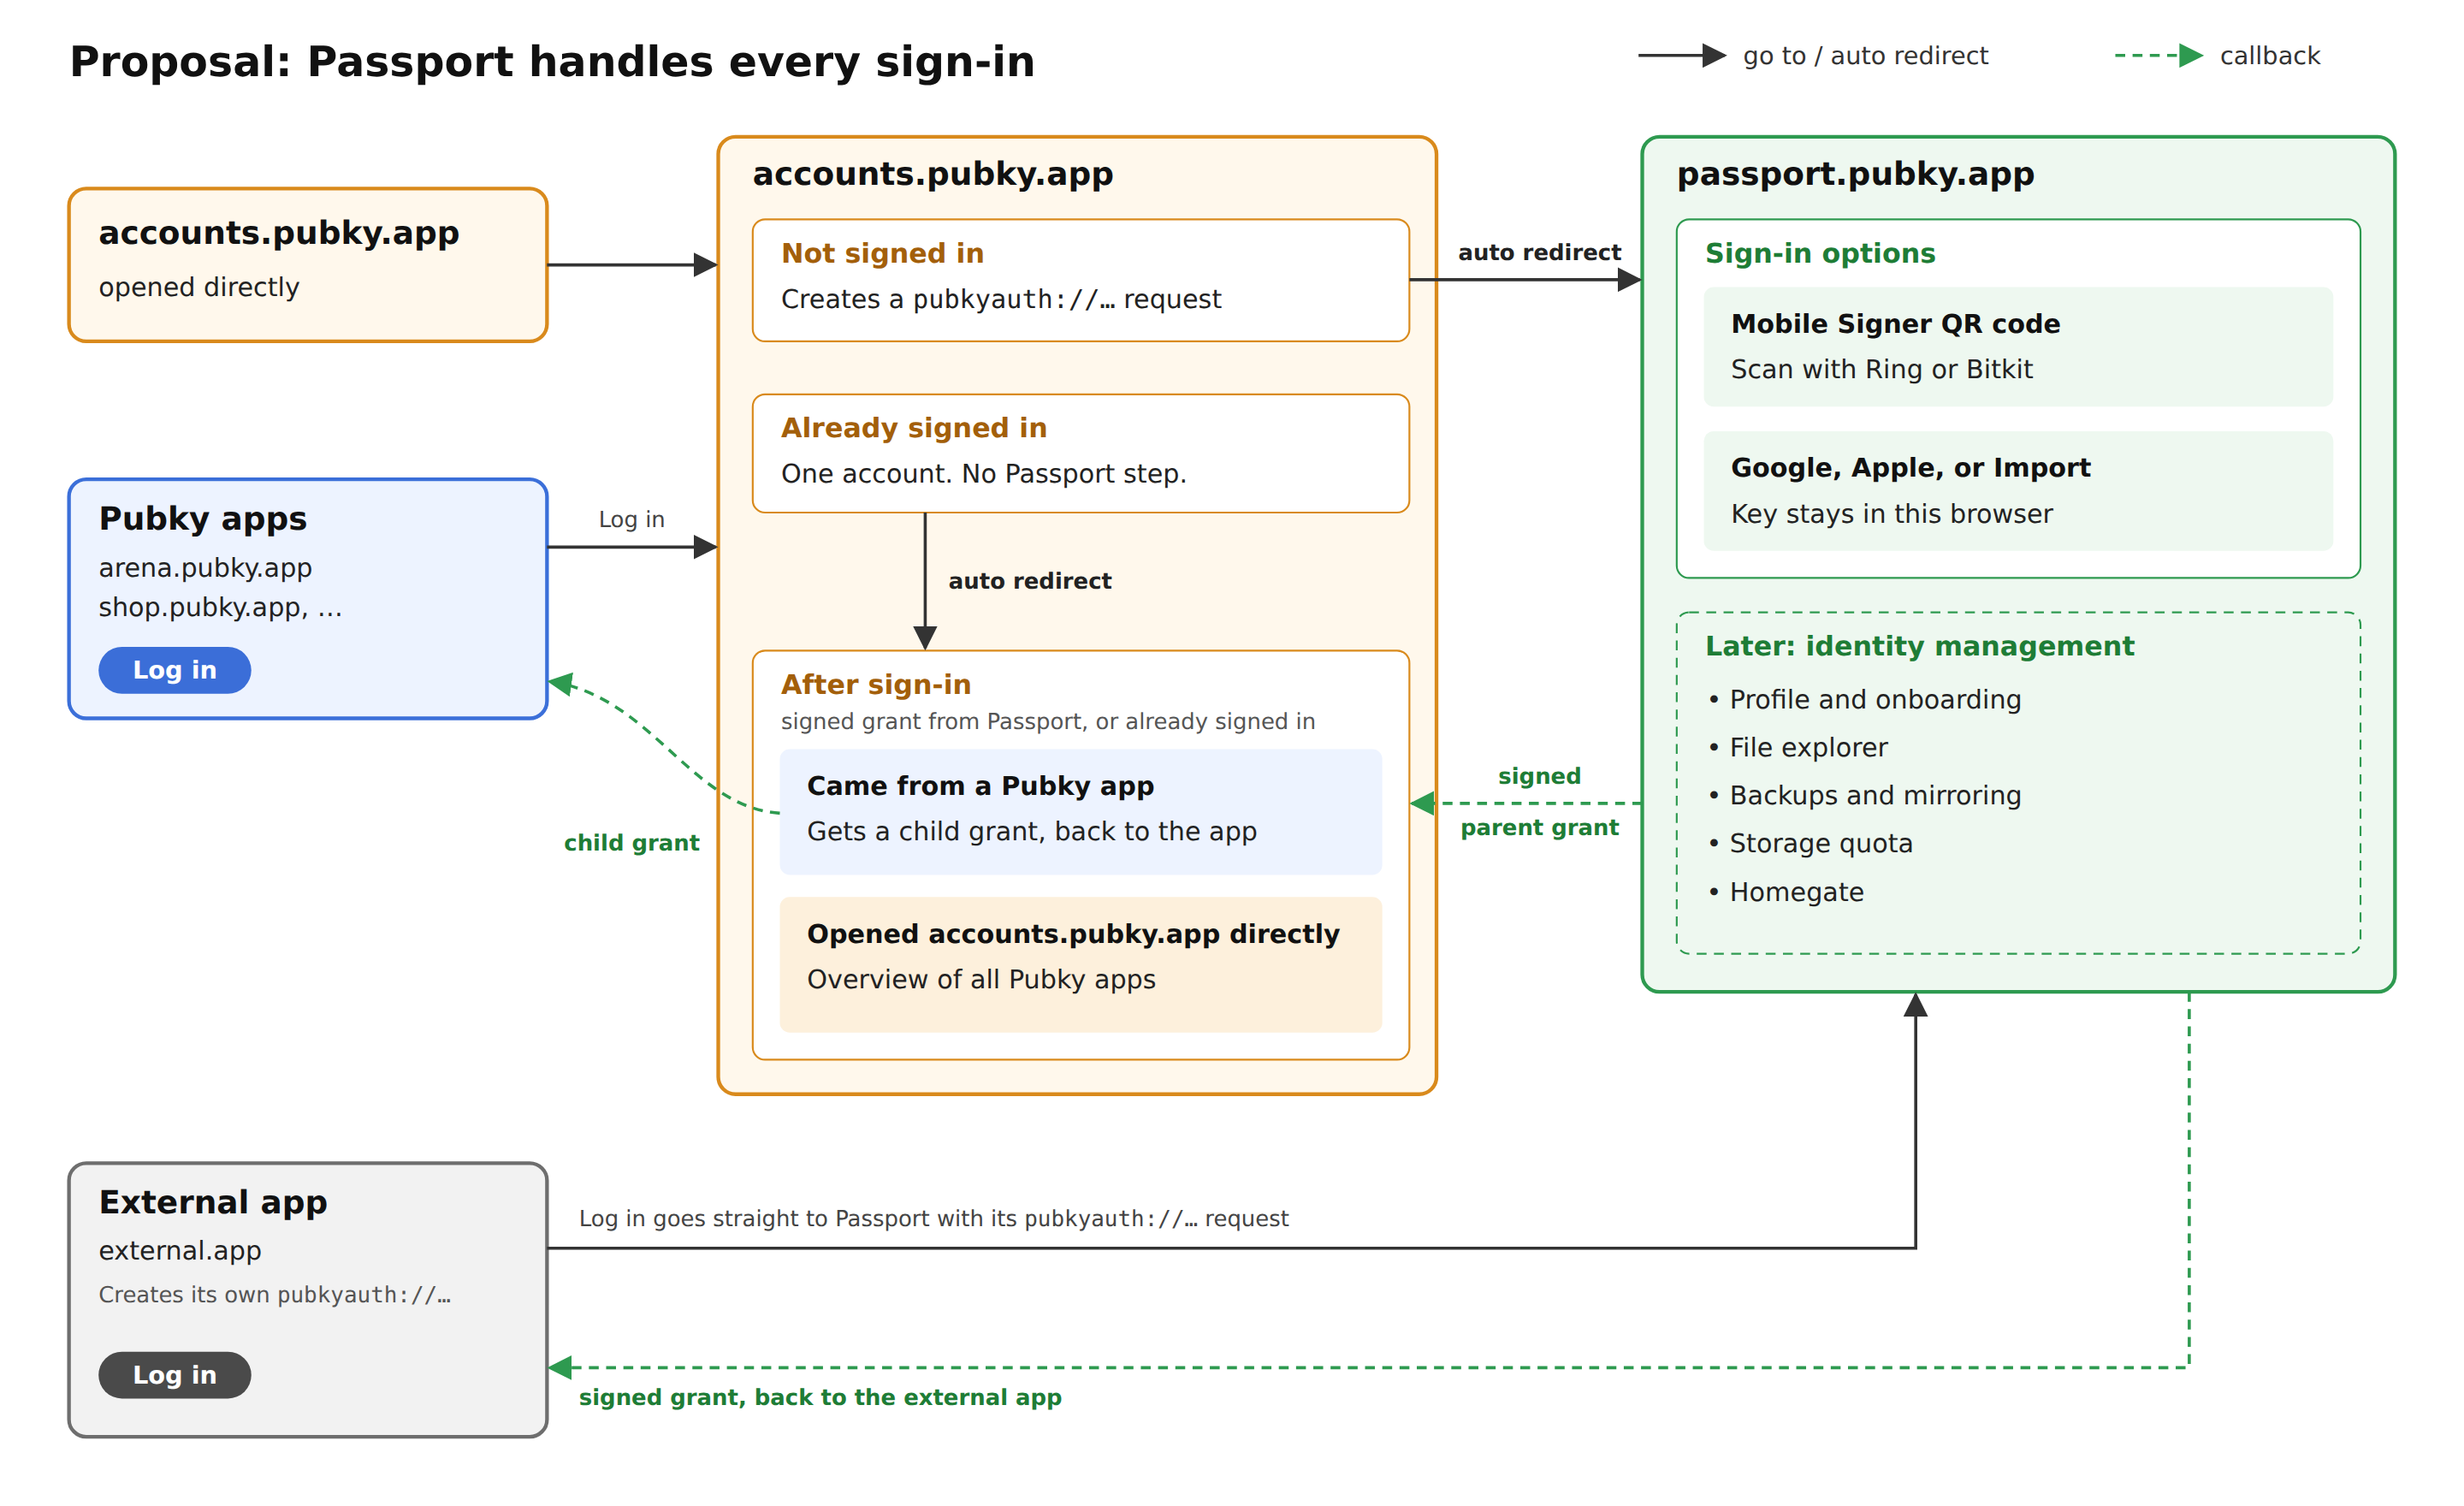 Proposal: Passport handles every sign-in
go to / auto redirect
callback
accounts.pubky.app
opened directly
Pubky apps
arena.pubky.app
shop.pubky.app, …
Log in
Log in
accounts.pubky.app
Not signed in
Creates a pubkyauth://… request
Already signed in
One account. No Passport step.
auto redirect
After sign-in
signed grant from Passport, or already signed in
Came from a Pubky app
Gets a child grant, back to the app
Opened accounts.pubky.app directly
Overview of all Pubky apps
child grant
auto redirect
signed
parent grant
passport.pubky.app
Sign-in options
Mobile Signer QR code
Scan with Ring or Bitkit
Google, Apple, or Import
Key stays in this browser
Later: identity management
• Profile and onboarding
• File explorer
• Backups and mirroring
• Storage quota
• Homegate
External app
external.app
Creates its own pubkyauth://…
Log in
Log in goes straight to Passport with its pubkyauth://… request
signed grant, back to the external app